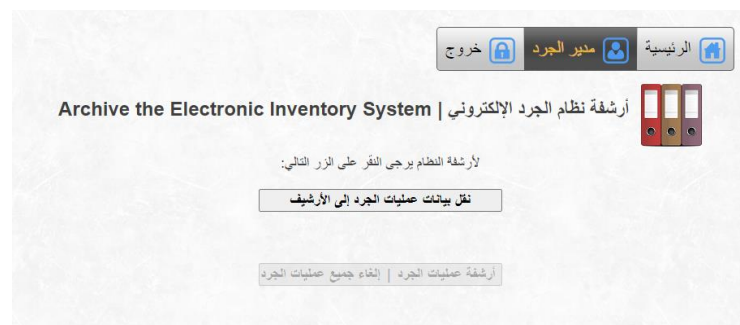 الرئيسية مدير الجرد خروج
أرشفة نظام الجرد الإلكتروني | Archive the Electronic Inventory System
لأرشفة النظام يرجى النقر على الزر التالي:
نقل بيانات عمليات الجرد إلى الأرشيف
أرشفة عمليات الجرد | إلغاء جميع عمليات الجرد